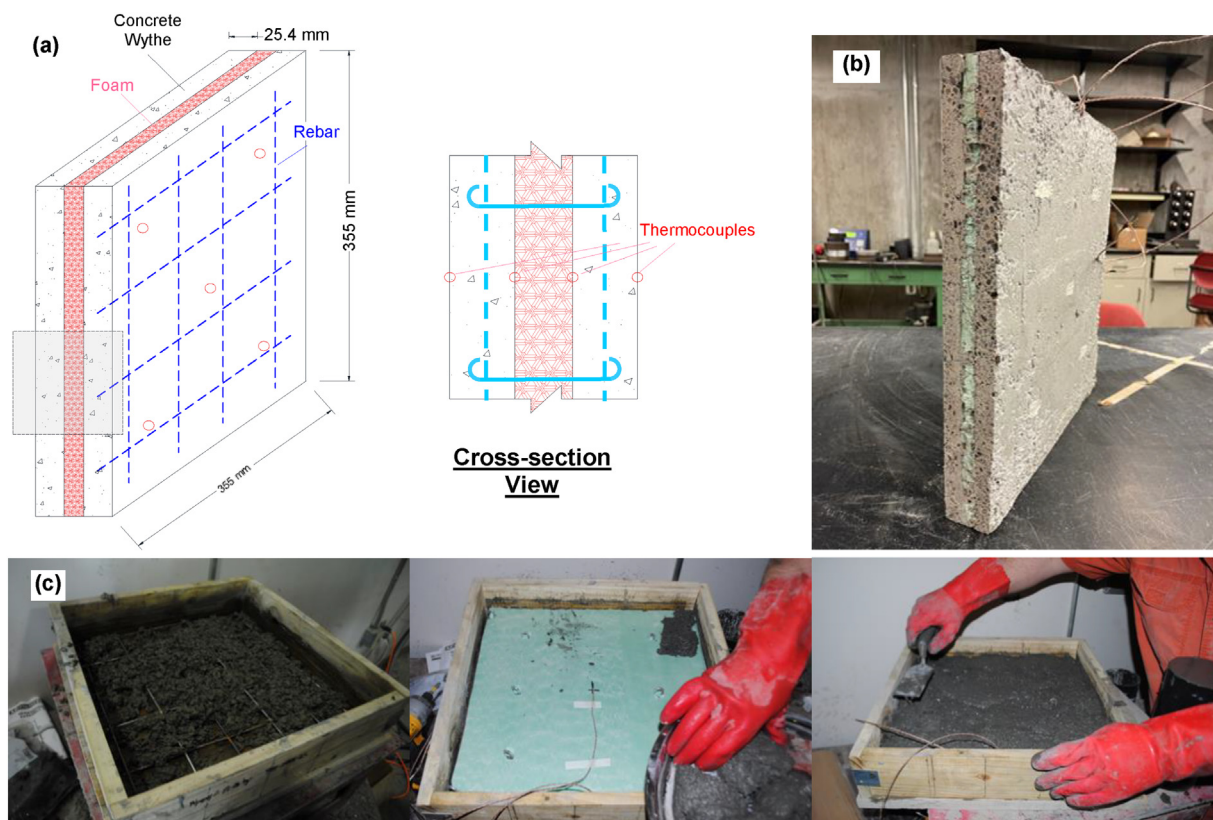 (a)
Concrete
Wythe
25.4 mm
Foam
Rebar
355 mm
355 mm
Thermocouples
Cross-section
View
(b)
(c)